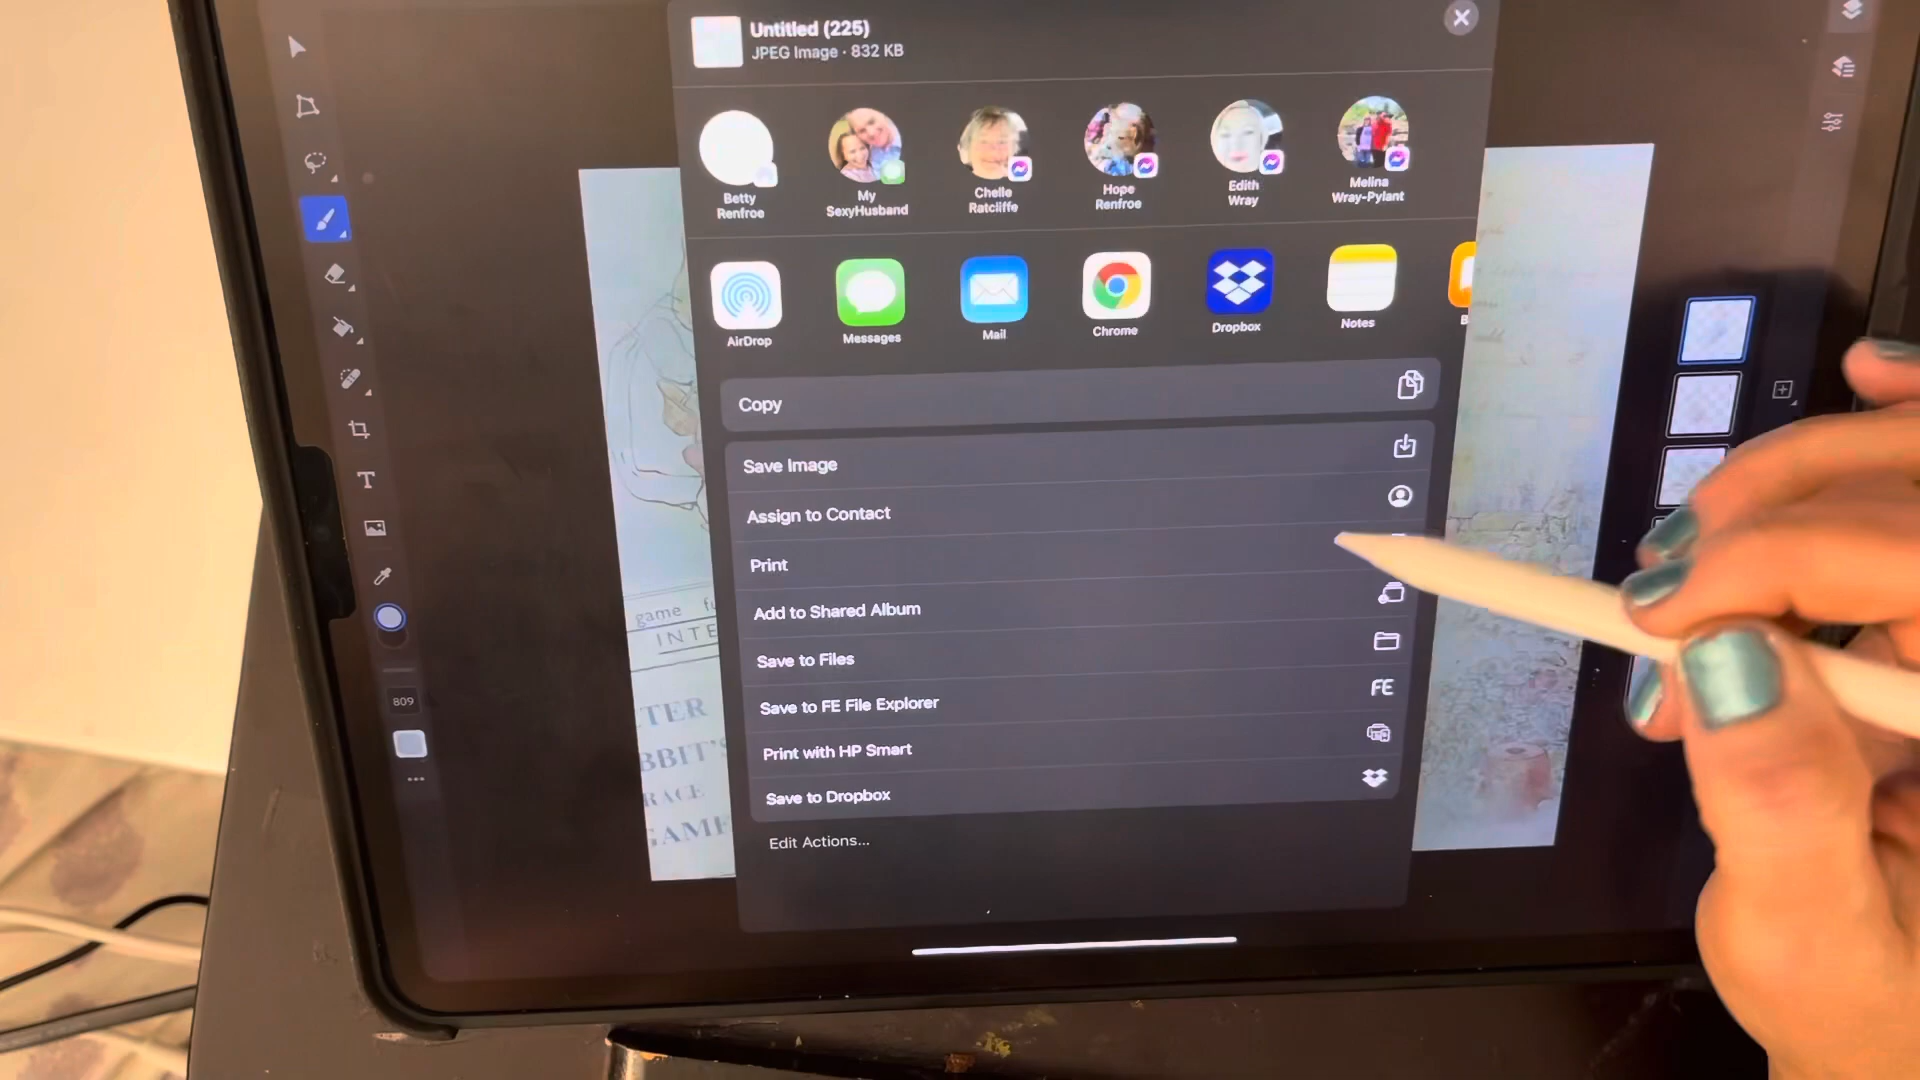 Untitled (225)
JPEG Image · 832 KB
Betty
Renfroe
My
SexyHusband
Chelle
Ratcliffe
Hope
Renfroe
Edith
Wray
Melina
Wray-Pylant
AirDrop
Messages
Mail
Chrome
Dropbox
Notes
B
Copy
Save Image
Assign to Contact
Print
Add to Shared Album
Save to Files
Save to FE File Explorer
FE
Print with HP Smart
Save to Dropbox
Edit Actions...
T
809
game
INTE
TER
BBIT'S
RACE
GAME